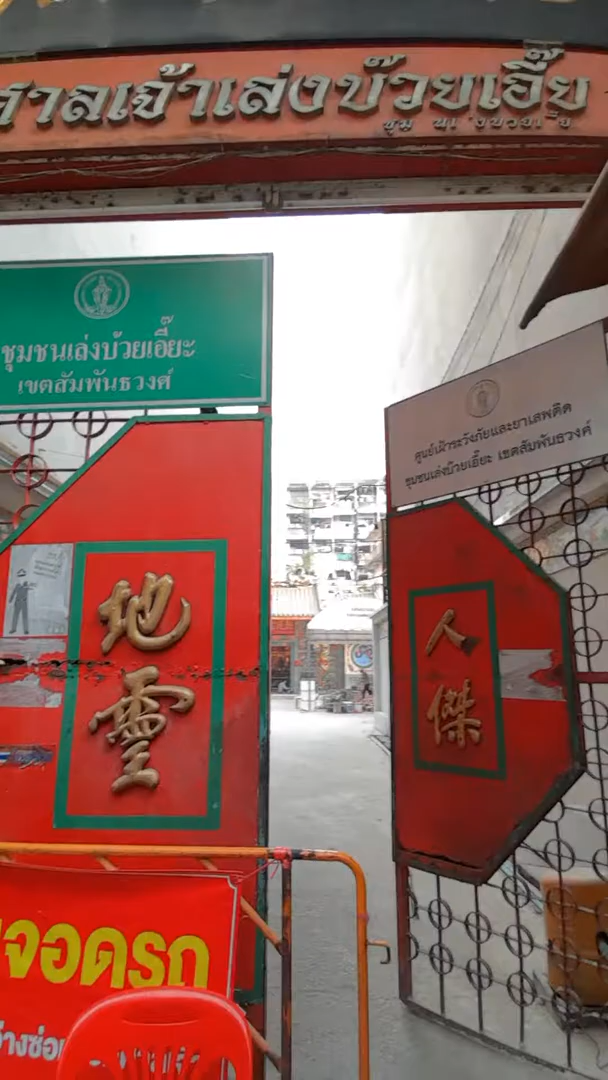 ศาลเจ้าเล่งบ๊วยเอี๊ย
ชุมชนเล่งบ๊วยเอี๊ยะ
เขตสัมพันธวงศ์
ศูนย์เฝ้าระวังภัยและยาเสพติด
ชุมชนเล่งบ๊วยเอี๊ยะ เขตสัมพันธวงศ์
地靈
人傑
จอดรถ